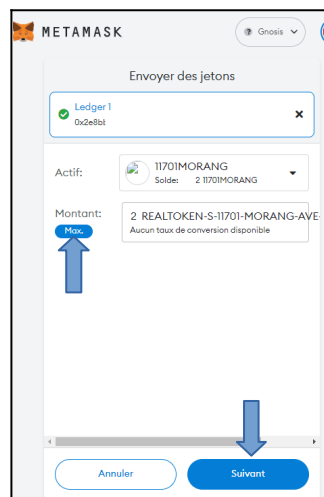 METAMASK
Gnosis
Envoyer des jetons
Ledger 1
0x2e8bl
Actif:
11701MORANG
Solde: 2 11701MORANG
Montant:
Max.
2 REALTOKEN-S-11701-MORANG-AVE-
Aucun taux de conversion disponible
Annuler
Suivant